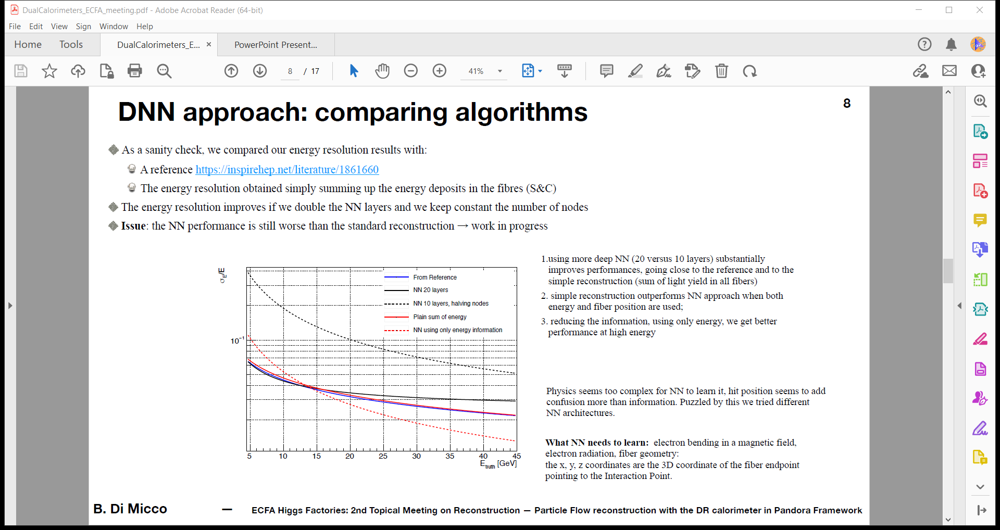 DualCalorimeters_ECFA_meeting.pdf - Adobe Acrobat Reader (64-bit)
File Edit View Sign Window Help
Home Tools DualCalorimeters_E... × PowerPoint Present...
8 / 17 41%
DNN approach: comparing algorithms
8
As a sanity check, we compared our energy resolution results with:
A reference https://inspirehep.net/literature/1861660
The energy resolution obtained simply summing up the energy deposits in the fibres (S&C)
The energy resolution improves if we double the NN layers and we keep constant the number of nodes
Issue: the NN performance is still worse than the standard reconstruction → work in progress
σE/E
From Reference
NN 20 layers
NN 10 layers, halving nodes
Plain sum of energy
NN using only energy information
10⁻¹
5 10 15 20 25 30 35 40 45
Etruth [GeV]
1.using more deep NN (20 versus 10 layers) substantially
improves performances, going close to the reference and to the
simple reconstruction (sum of light yield in all fibers)
2. simple reconstruction outperforms NN approach when both
energy and fiber position are used;
3. reducing the information, using only energy, we get better
performance at high energy
Physics seems too complex for NN to learn it, hit position seems to add
confusion more than information. Puzzled by this we tried different
NN architectures.
What NN needs to learn: electron bending in a magnetic field,
electron radiation, fiber geometry:
the x, y, z coordinates are the 3D coordinate of the fiber endpoint
pointing to the Interaction Point.
B. Di Micco — ECFA Higgs Factories: 2nd Topical Meeting on Reconstruction — Particle Flow reconstruction with the DR calorimeter in Pandora Framework